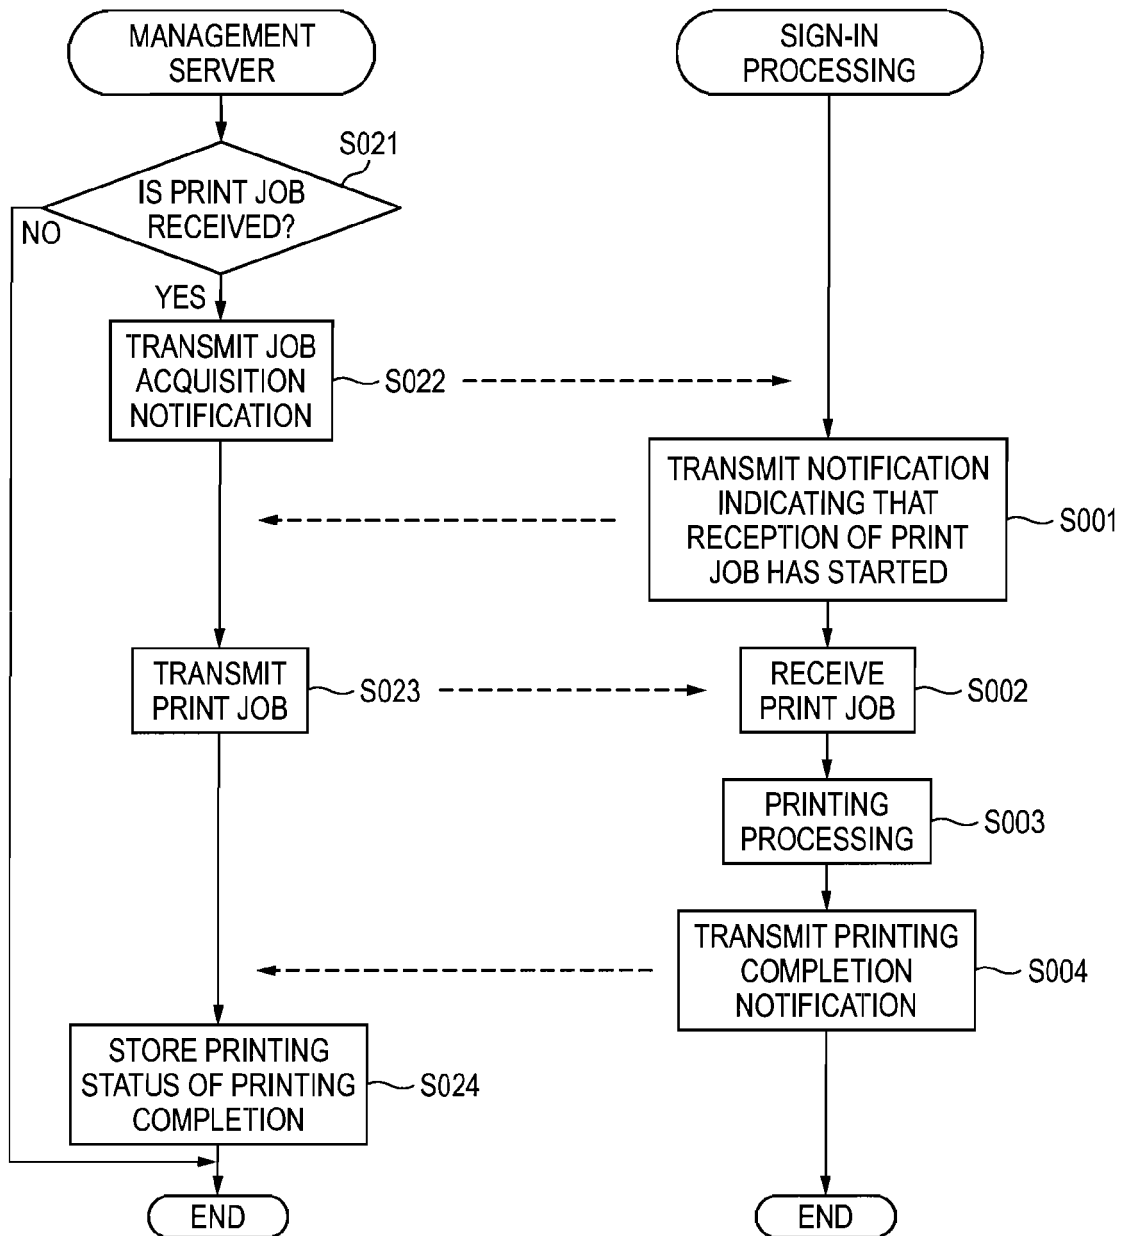 MANAGEMENT
SERVER
S021
IS PRINT JOB
RECEIVED?
NO
YES
TRANSMIT JOB
ACQUISITION
NOTIFICATION
S022
TRANSMIT
PRINT JOB
S023
STORE PRINTING
STATUS OF PRINTING
COMPLETION
S024
END
SIGN-IN
PROCESSING
TRANSMIT NOTIFICATION
INDICATING THAT
RECEPTION OF PRINT
JOB HAS STARTED
S001
RECEIVE
PRINT JOB
S002
PRINTING
PROCESSING
S003
TRANSMIT PRINTING
COMPLETION
NOTIFICATION
S004
END